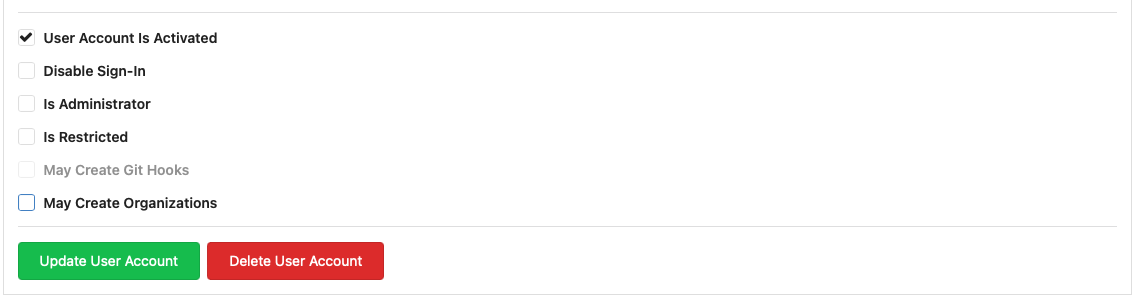 User Account Is Activated
Disable Sign-In
Is Administrator
Is Restricted
May Create Git Hooks
May Create Organizations
Update User Account Delete User Account